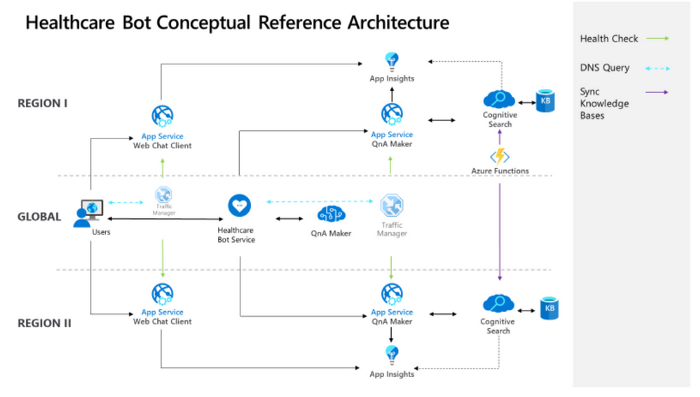 Healthcare Bot Conceptual Reference Architecture
Health Check
DNS Query
Sync
Knowledge
Bases
REGION I
App Insights
App Service
Web Chat Client
App Service
QnA Maker
Cognitive
Search
KB
Azure Functions
GLOBAL
Users
Traffic
Manager
Healthcare
Bot Service
QnA Maker
Traffic
Manager
REGION II
App Service
Web Chat Client
App Service
QnA Maker
Cognitive
Search
KB
App Insights